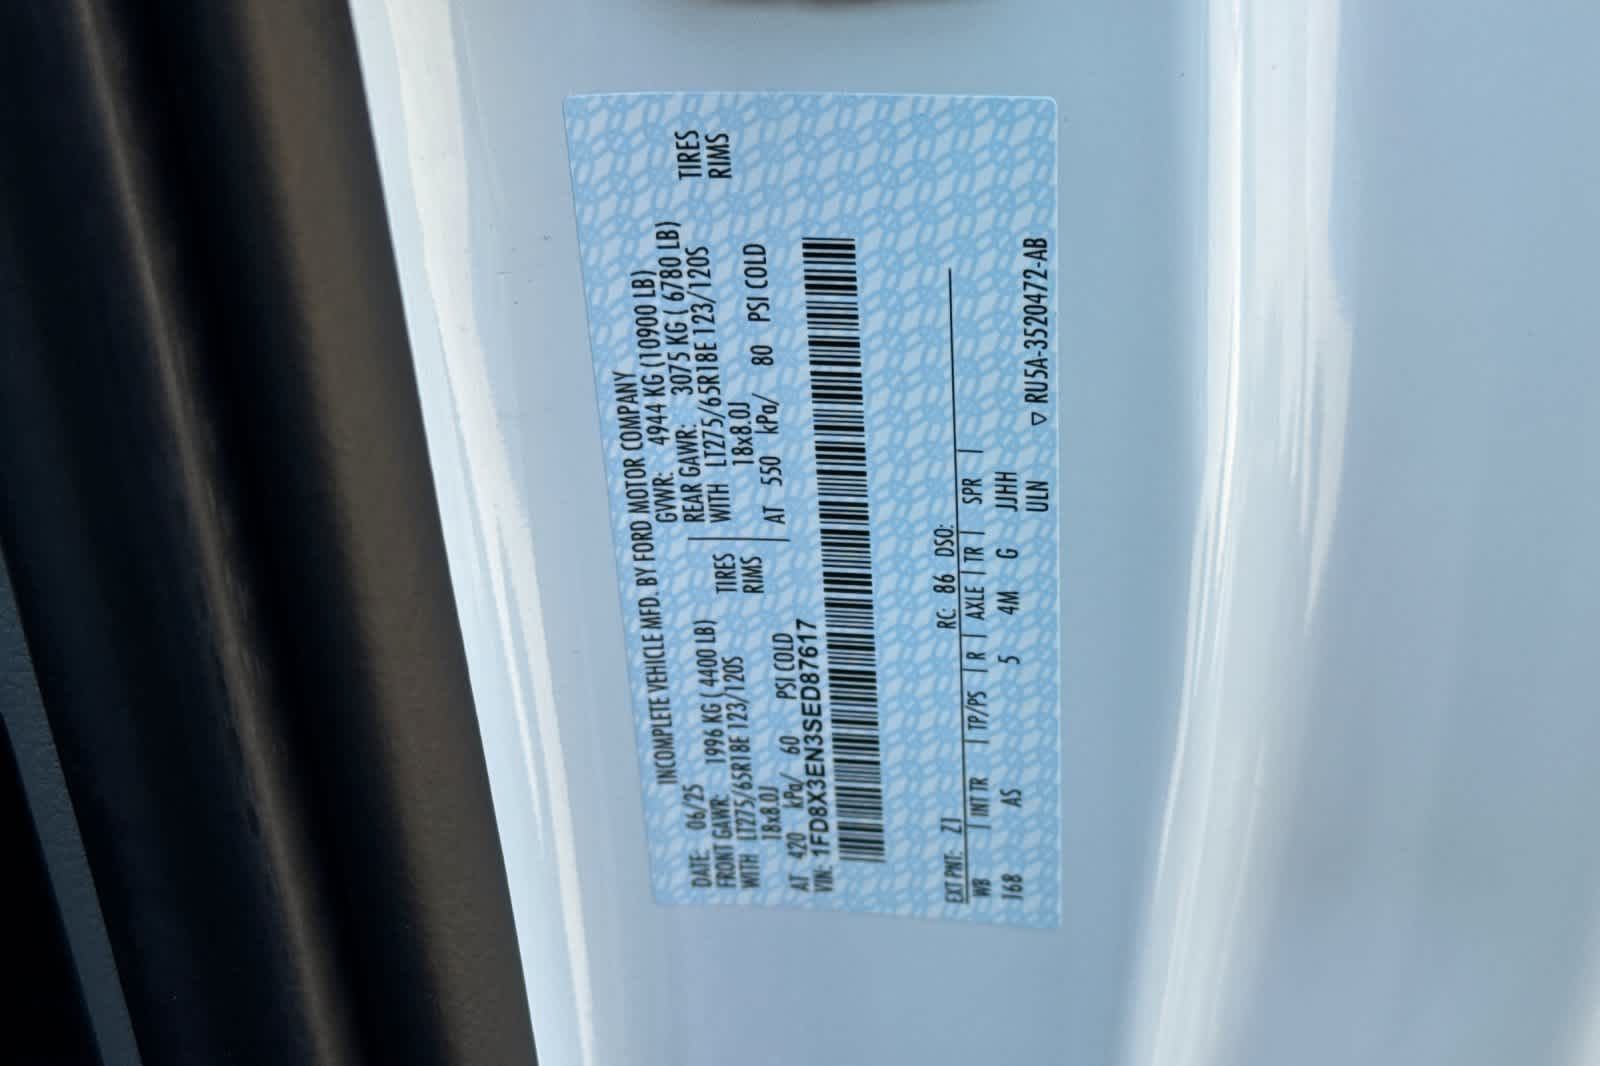 INCOMPLETE VEHICLE MFD. BY FORD MOTOR COMPANY
DATE: 06/25 GVWR: 4944 KG (10900 LB)
FRONT GAWR: 1996 KG ( 4400 LB) REAR GAWR: 3075 KG ( 6780 LB)
WITH LT275/65R18E 123/120S TIRES WITH LT275/65R18E 123/120S TIRES
18x8.0J RIMS 18x8.0J RIMS
AT 420 kPa/ 60 PSI COLD AT 550 kPa/ 80 PSI COLD
VIN: 1FD8X3EN3SED87617
EXT PNT: Z1 RC: 86 DSO:
WB | INT TR | TP/PS | R | AXLE | TR | SPR |
168 AS 5 4M G JJHH
ULN ▽ RU5A-3520472-AB